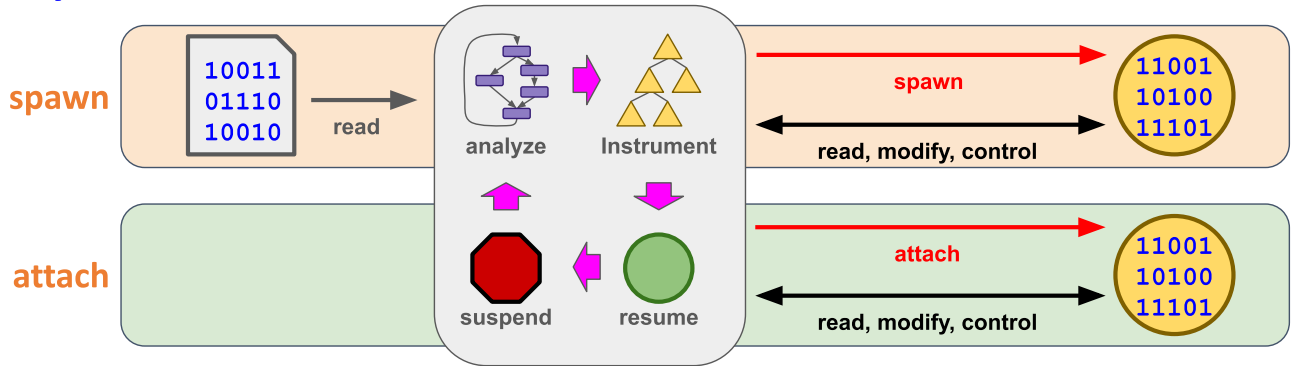 spawn
10011
01110
10010
read
analyze
Instrument
spawn
read, modify, control
11001
10100
11101
attach
suspend
resume
attach
read, modify, control
11001
10100
11101